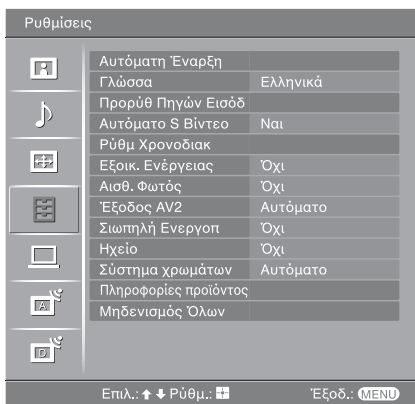 Ρυθμίσεις
Αυτόματη Έναρξη
Γλώσσα Ελληνικά
Προρύθ Πηγών Εισόδ
Αυτόματο S Βίντεο Ναι
Ρύθμ Χρονοδιακ
Εξοικ. Ενέργειας Όχι
Αισθ. Φωτός Όχι
Έξοδος AV2 Αυτόματο
Σιωπηλή Ενεργοπ Όχι
Ηχείο Όχι
Σύστημα χρωμάτων Αυτόματο
Πληροφορίες προϊόντος
Μηδενισμός Όλων
A
D
Επιλ.: ↑ ↓ Ρύθμ.: Έξοδ.: MENU